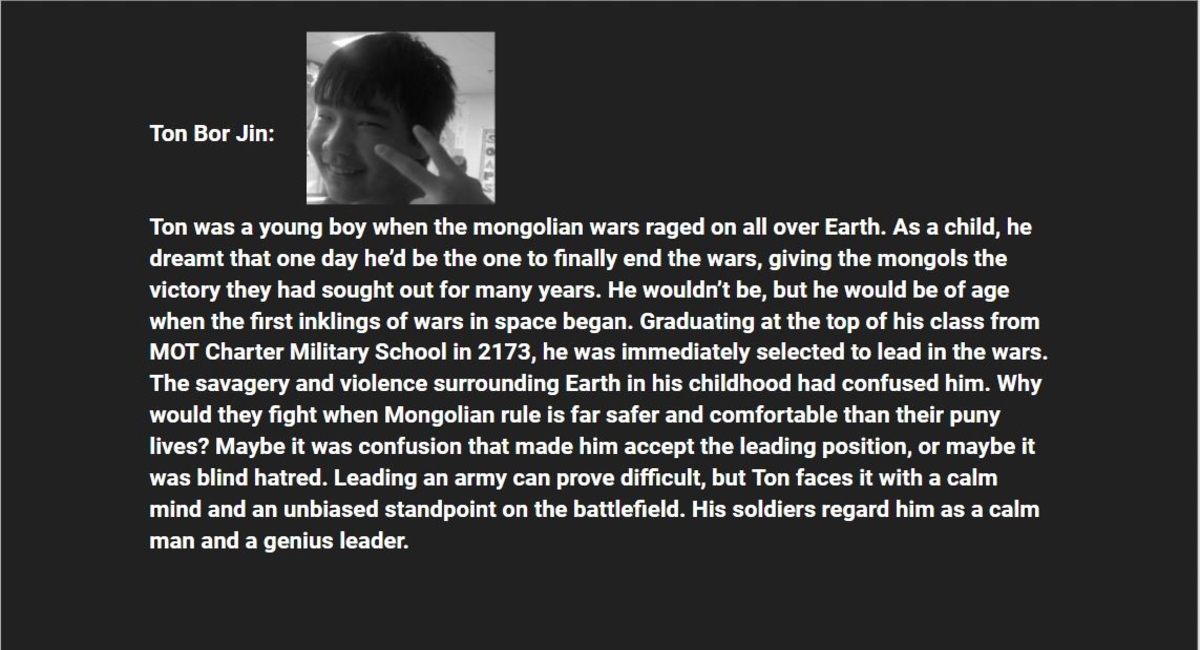 Ton Bor Jin:
Ton was a young boy when the mongolian wars raged on all over Earth. As a child, he
dreamt that one day he’d be the one to finally end the wars, giving the mongols the
victory they had sought out for many years. He wouldn’t be, but he would be of age
when the first inklings of wars in space began. Graduating at the top of his class from
MOT Charter Military School in 2173, he was immediately selected to lead in the wars.
The savagery and violence surrounding Earth in his childhood had confused him. Why
would they fight when Mongolian rule is far safer and comfortable than their puny
lives? Maybe it was confusion that made him accept the leading position, or maybe it
was blind hatred. Leading an army can prove difficult, but Ton faces it with a calm
mind and an unbiased standpoint on the battlefield. His soldiers regard him as a calm
man and a genius leader.